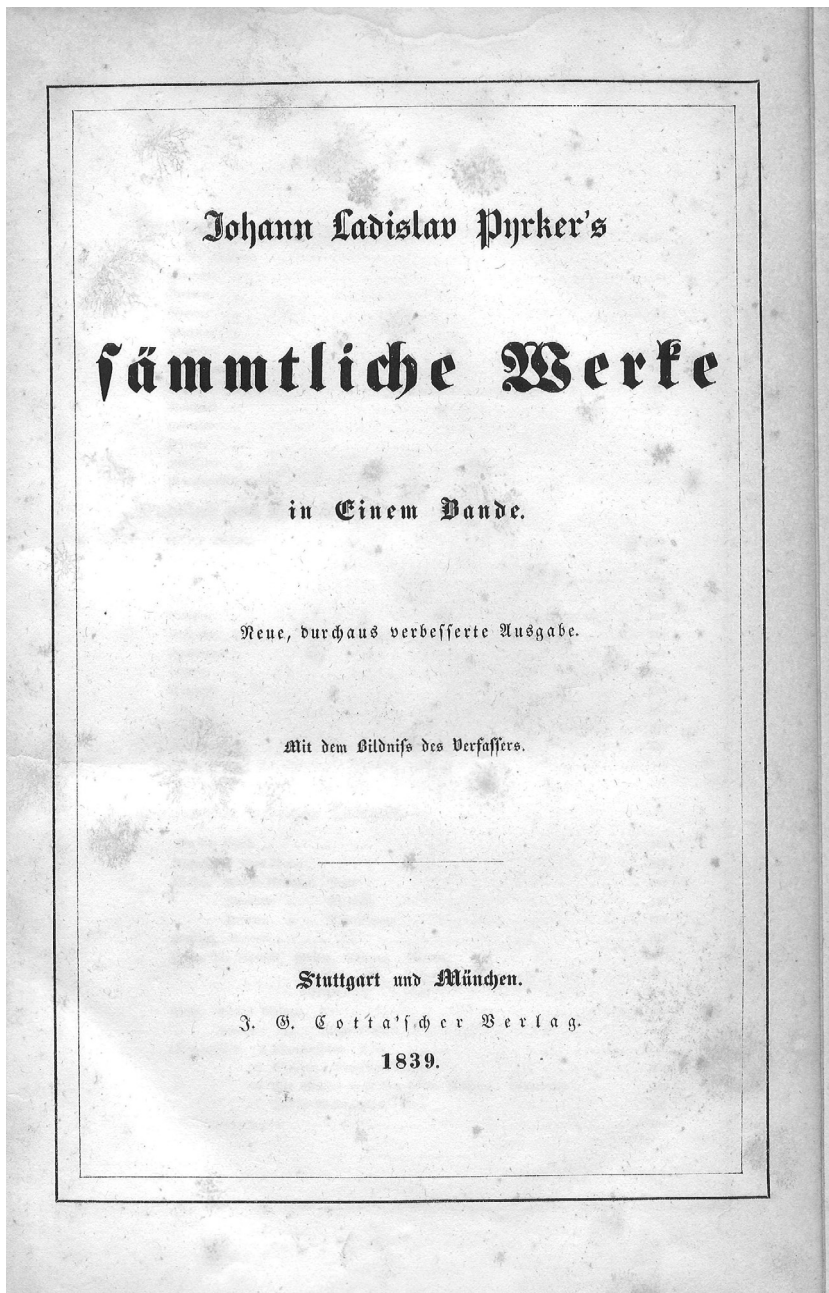 Johann Ladislav Pyrker's
sämmtliche Werke
in Einem Bande.
Neue, durchaus verbesserte Ausgabe.
Mit dem Bildniſs des Verfaſſers.
Stuttgart und München.
J. G. Cotta'ſcher Verlag.
1839.